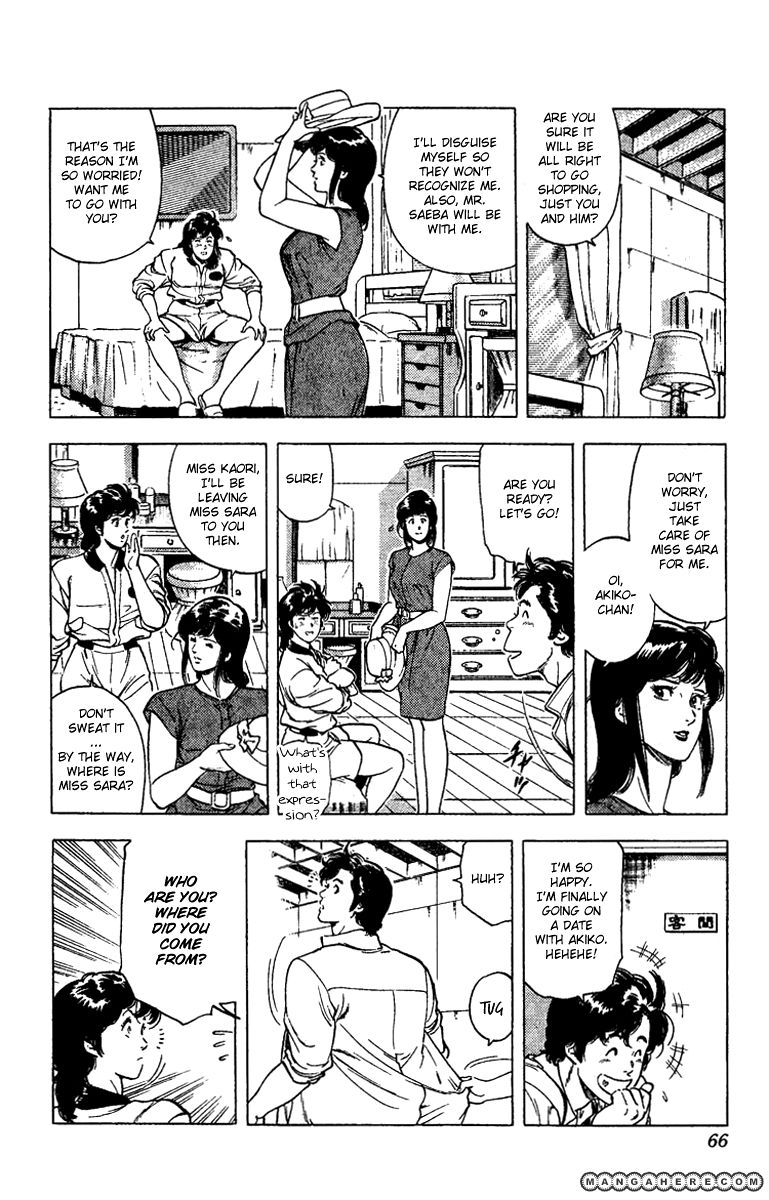 ARE YOU
SURE IT
WILL BE
ALL RIGHT
TO GO
SHOPPING,
JUST YOU
AND HIM?
I'LL DISGUISE
MYSELF SO
THEY WON'T
RECOGNIZE ME.
ALSO, MR.
SAEBA WILL BE
WITH ME.
THAT'S THE
REASON I'M
SO WORRIED!
WANT ME
TO GO WITH
YOU?
DON'T
WORRY,
JUST
TAKE
CARE OF
MISS SARA
FOR ME.
OI,
AKIKO-
CHAN!
ARE YOU
READY?
LET'S GO!
SURE!
What's
with
that
expres-
sion?
MISS KAORI,
I'LL BE
LEAVING
MISS SARA
TO YOU
THEN.
DON'T
SWEAT IT
...
BY THE WAY,
WHERE IS
MISS SARA?
I'M SO
HAPPY.
I'M FINALLY
GOING ON
A DATE
WITH AKIKO.
HEHEHE!
客間
HUH?
TUG
WHO
ARE YOU?
WHERE
DID YOU
COME
FROM?
66
MANGAHERE.COM